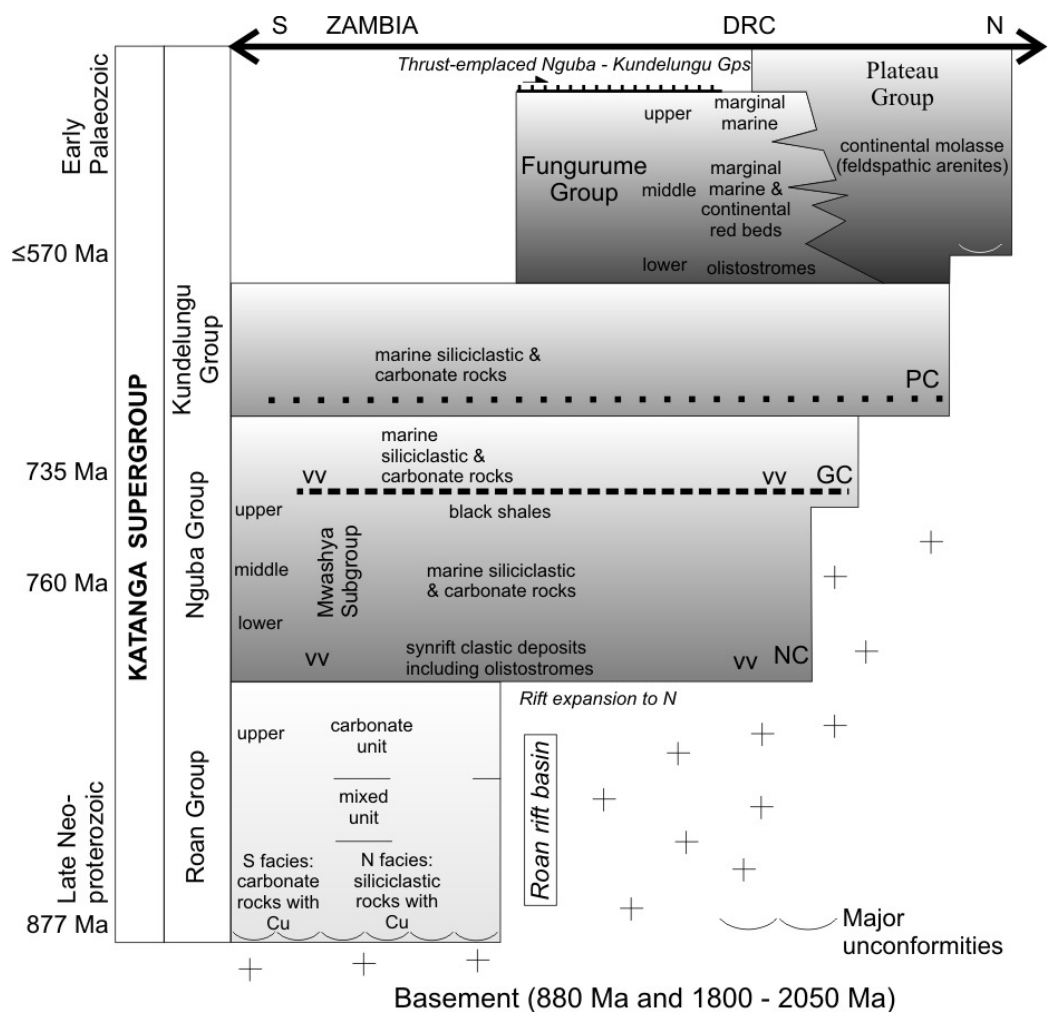 S ZAMBIA DRC N
Thrust-emplaced Nguba - Kundelungu Gps
Early
Palaeozoic
≤570 Ma
upper
marginal
marine
Fungurume
Group
middle
marginal
marine &
continental
red beds
lower
olistostromes
Plateau
Group
continental molasse
(feldspathic arenites)
KATANGA SUPERGROUP
Kundelungu
Group
marine siliciclastic &
carbonate rocks
PC
735 Ma
760 Ma
Nguba Group
marine
siliciclastic &
carbonate rocks
vv
vv
GC
upper
black shales
Mwashya
Subgroup
middle
marine siliciclastic
& carbonate rocks
lower
vv
synrift clastic deposits
including olistostromes
vv
NC
Rift expansion to N
Late Neo-
proterozoic
877 Ma
Roan Group
upper
carbonate
unit
mixed
unit
S facies:
carbonate
rocks with
Cu
N facies:
siliciclastic
rocks with
Cu
Roan rift basin
Major
unconformities
Basement (880 Ma and 1800 - 2050 Ma)